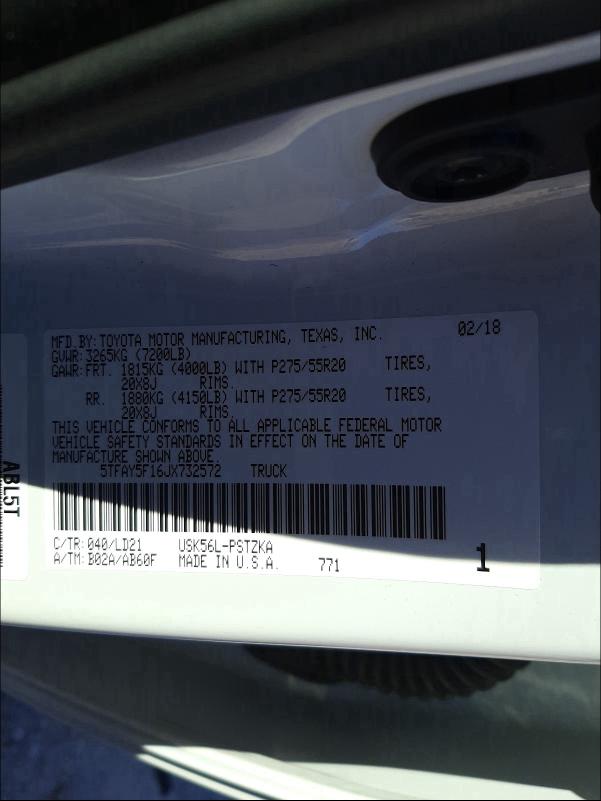 MFD.BY: TOYOTA MOTOR MANUFACTURING, TEXAS, INC. 02/18
GVWR: 3265KG (7200LB)
GAWR: FRT. 1815KG (4000LB) WITH P275/55R20 TIRES,
20X8J RIMS.
RR. 1880KG (4150LB) WITH P275/55R20 TIRES,
20X8J RIMS.
THIS VEHICLE CONFORMS TO ALL APPLICABLE FEDERAL MOTOR
VEHICLE SAFETY STANDARDS IN EFFECT ON THE DATE OF
MANUFACTURE SHOWN ABOVE.
5TFAY5F16JX732572 TRUCK
C/TR: 040/LD21 USK56L-PSTZKA
A/TM: B02A/AB60F MADE IN U.S.A. 771 1
ABL5T